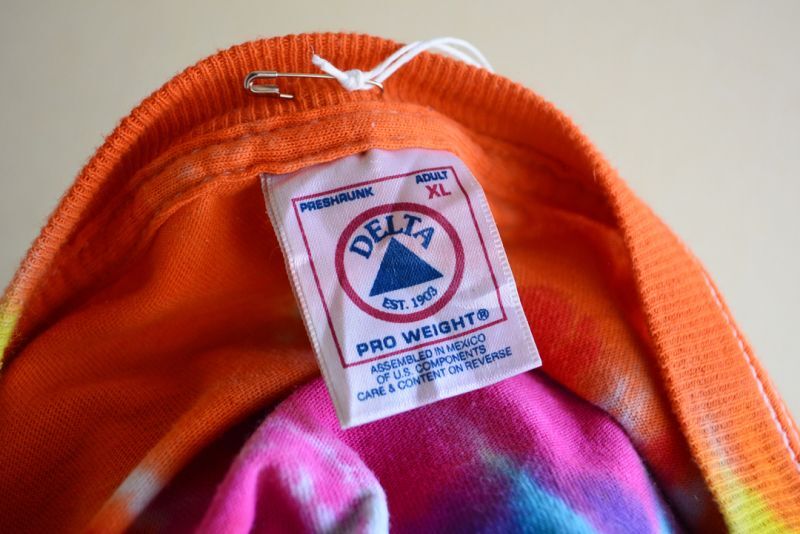 PRESHRUNK
ADULT
XL
DELTA
EST. 1903
PRO WEIGHT®
ASSEMBLED IN MEXICO
OF U.S. COMPONENTS
CARE & CONTENT ON REVERSE